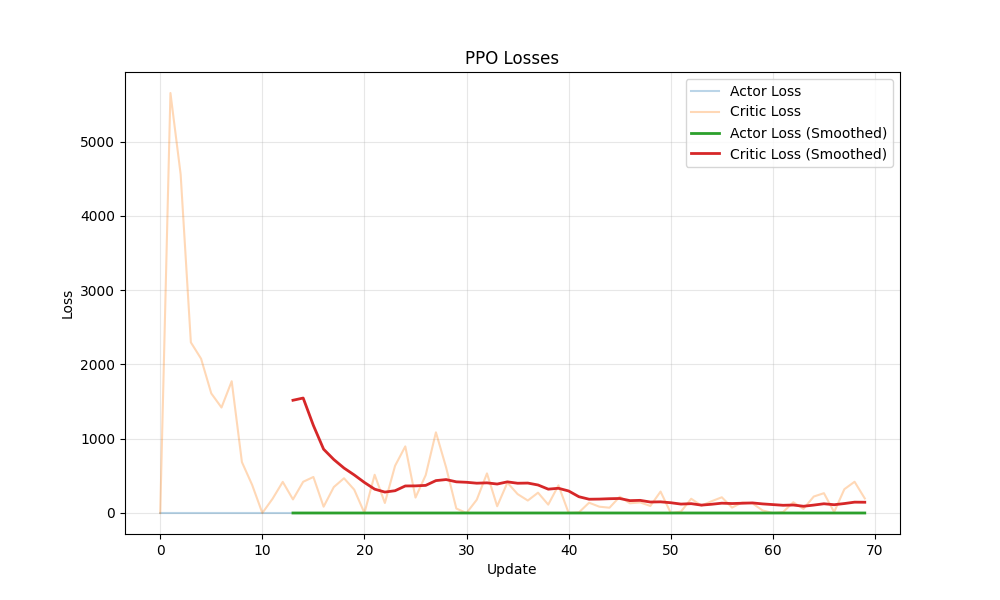 PPO Losses
Actor Loss
Critic Loss
Actor Loss (Smoothed)
Critic Loss (Smoothed)
5000
4000
3000
2000
1000
0
Loss
0 10 20 30 40 50 60 70
Update